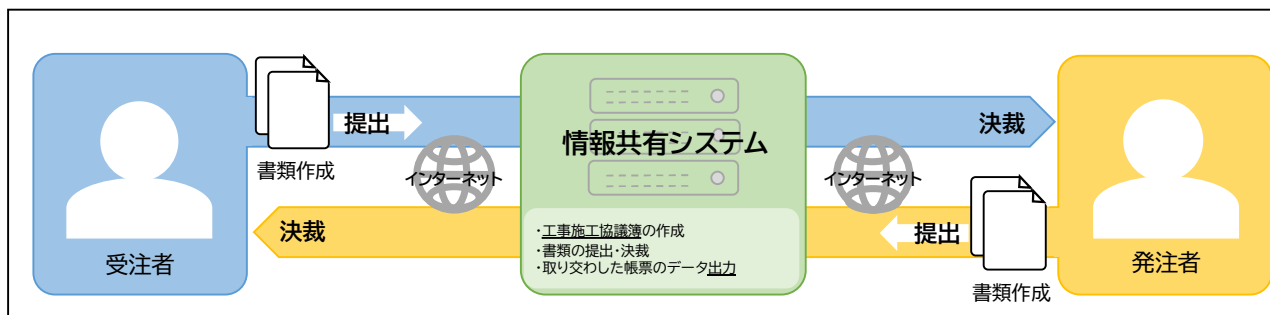 書類作成
提出
受注者
決裁
インターネット
情報共有システム
・工事施工協議簿の作成
・書類の提出・決裁
・取り交わした帳票のデータ出力
インターネット
決裁
提出
書類作成
発注者